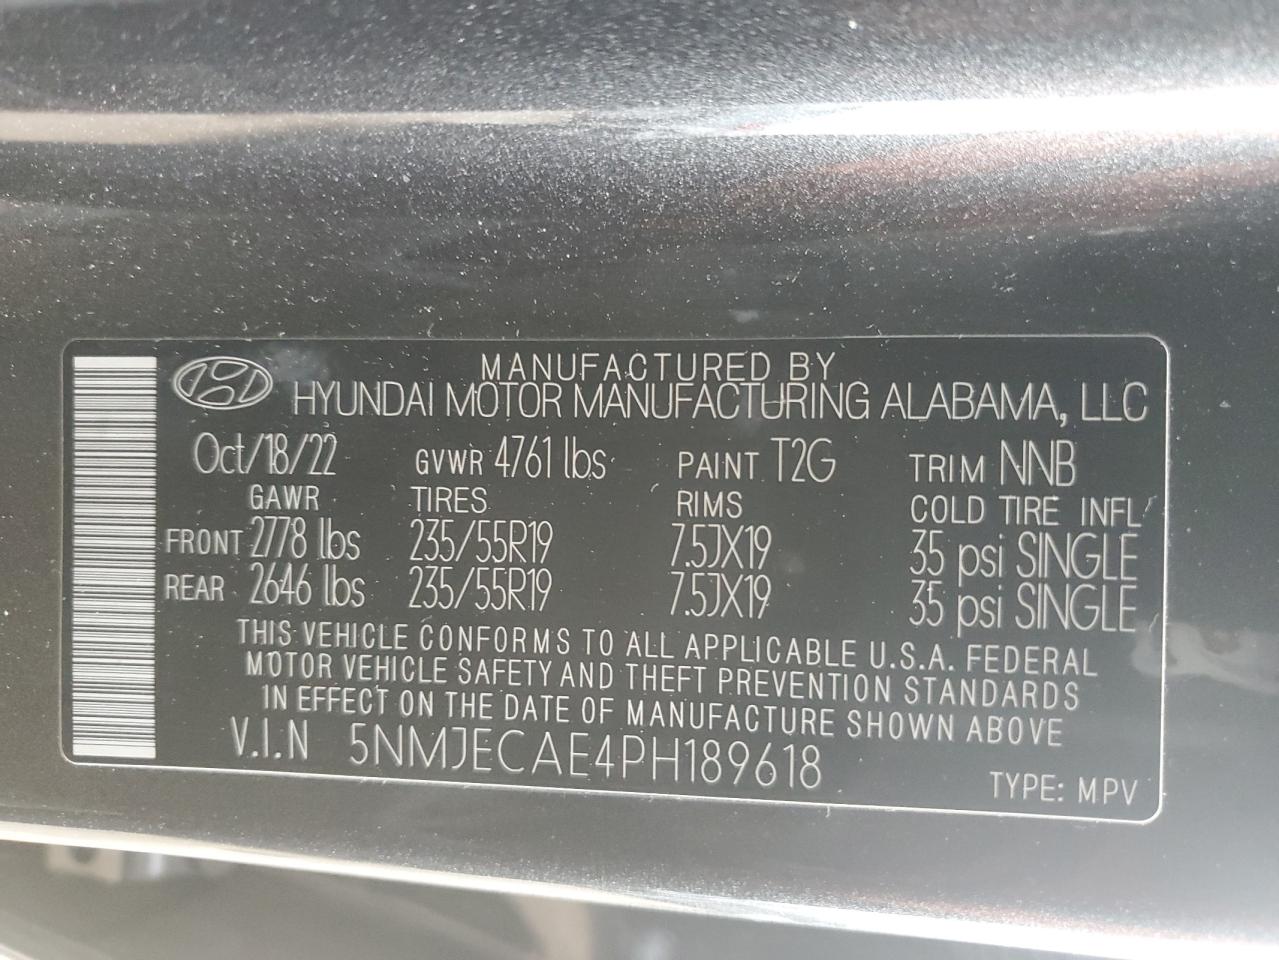 MANUFACTURED BY
HYUNDAI MOTOR MANUFACTURING ALABAMA, LLC
Oct/18/22 GVWR 4761 lbs PAINT T2G TRIM NNB
GAWR TIRES RIMS COLD TIRE INFL
FRONT 2778 lbs 235/55R19 7.5JX19 35 psi SINGLE
REAR 2646 lbs 235/55R19 7.5JX19 35 psi SINGLE
THIS VEHICLE CONFORMS TO ALL APPLICABLE U.S.A. FEDERAL
MOTOR VEHICLE SAFETY AND THEFT PREVENTION STANDARDS
IN EFFECT ON THE DATE OF MANUFACTURE SHOWN ABOVE
V.I.N 5NMJECAE4PH189618
TYPE: MPV